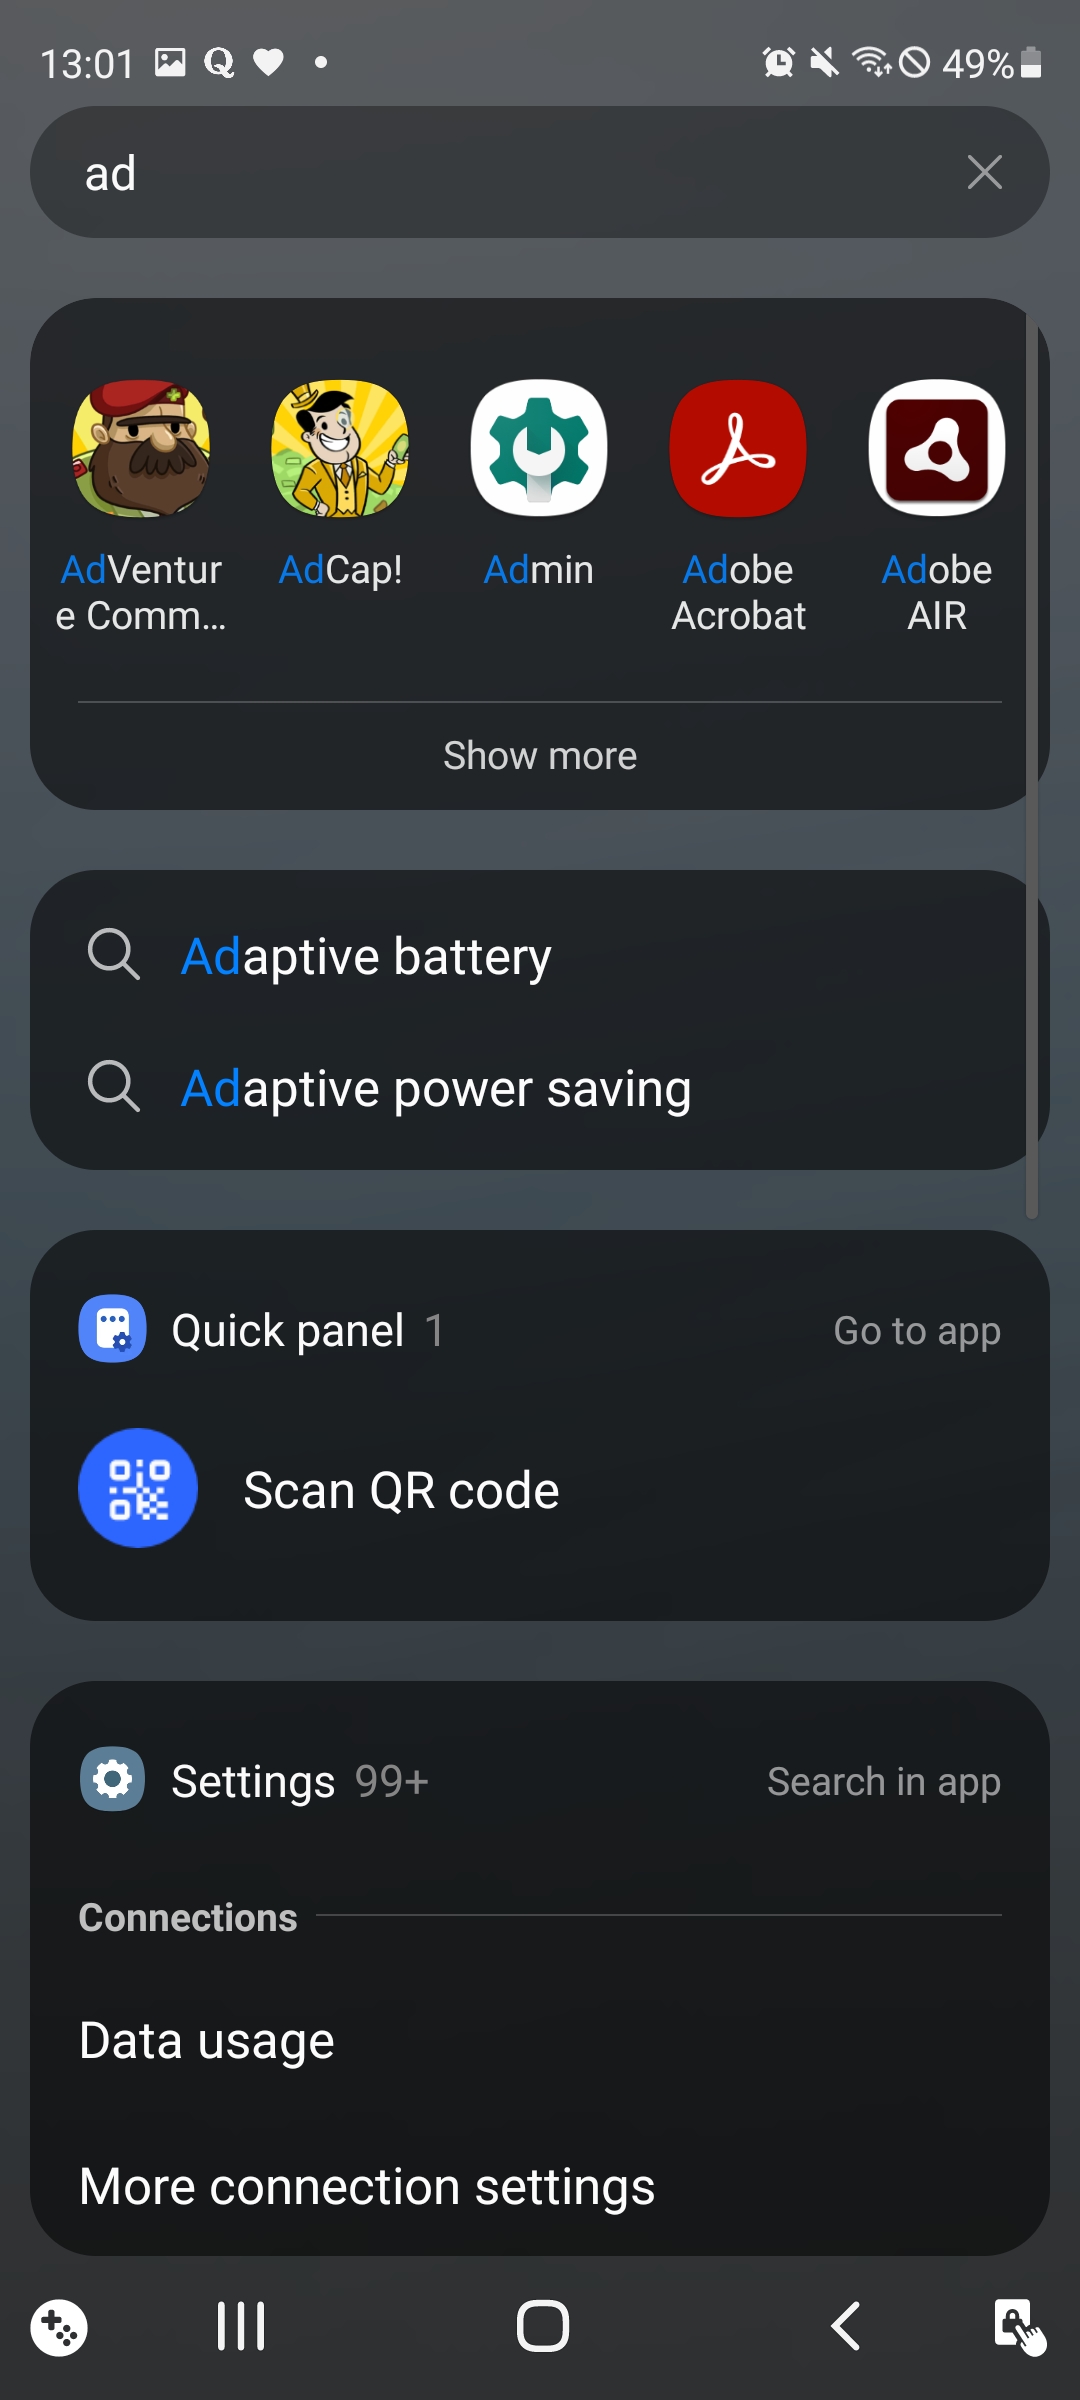 13:01
49%
ad
AdVentur
e Comm...
AdCap!
Admin
Adobe
Acrobat
Adobe
AIR
Show more
Adaptive battery
Adaptive power saving
Quick panel 1
Go to app
Scan QR code
Settings 99+
Search in app
Connections
Data usage
More connection settings